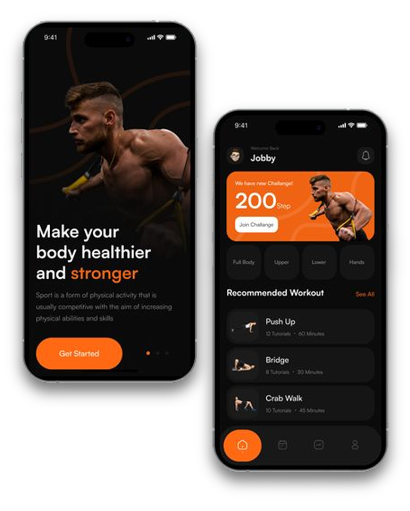 9:41
Make your
body healthier
and stronger
Sport is a form of physical activity that is
usually competitive with the aim of increasing
physical abilities and skills
Get Started
9:41
Welcome Back
Jobby
We have new Challenge!
200 Step
Join Challenge
Full Body
Upper
Lower
Hands
Recommended Workout
See All
Push Up
12 Tutorials • 60 Minutes
Bridge
8 Tutorials • 30 Minutes
Crab Walk
10 Tutorials • 45 Minutes